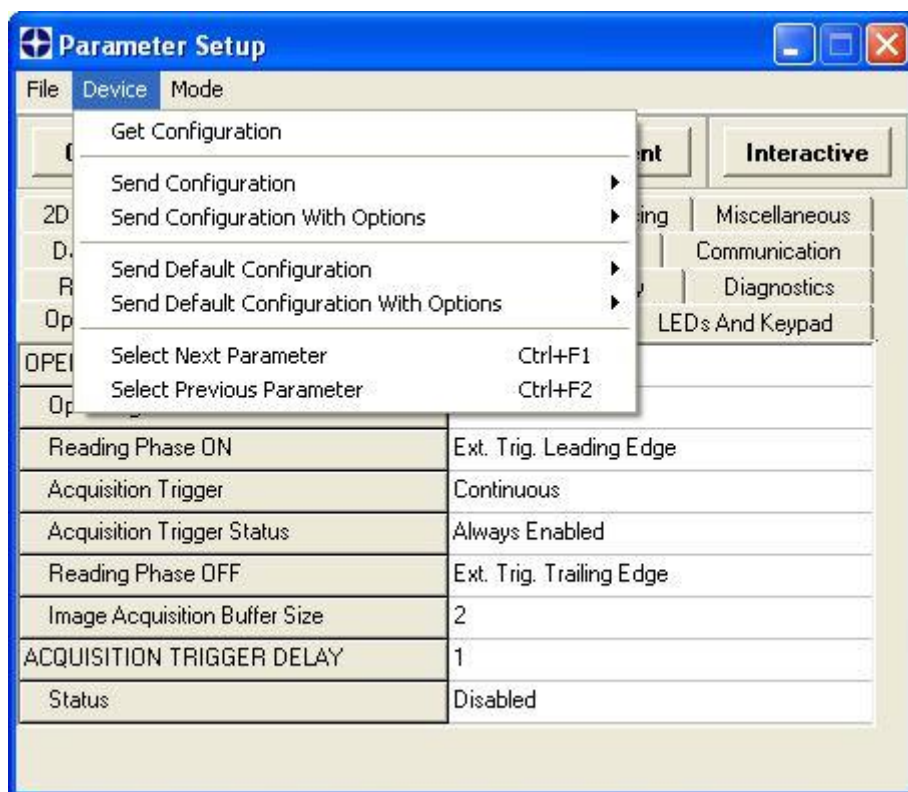 Parameter Setup
File Device Mode
Get Configuration
Interactive
Send Configuration
Send Configuration With Options
2D Miscellaneous
Communication
Send Default Configuration
Send Default Configuration With Options
Diagnostics
LEDs And Keypad
Select Next Parameter Ctrl+F1
Select Previous Parameter Ctrl+F2
Reading Phase ON Ext. Trig. Leading Edge
Acquisition Trigger Continuous
Acquisition Trigger Status Always Enabled
Reading Phase OFF Ext. Trig. Trailing Edge
Image Acquisition Buffer Size 2
ACQUISITION TRIGGER DELAY 1
Status Disabled